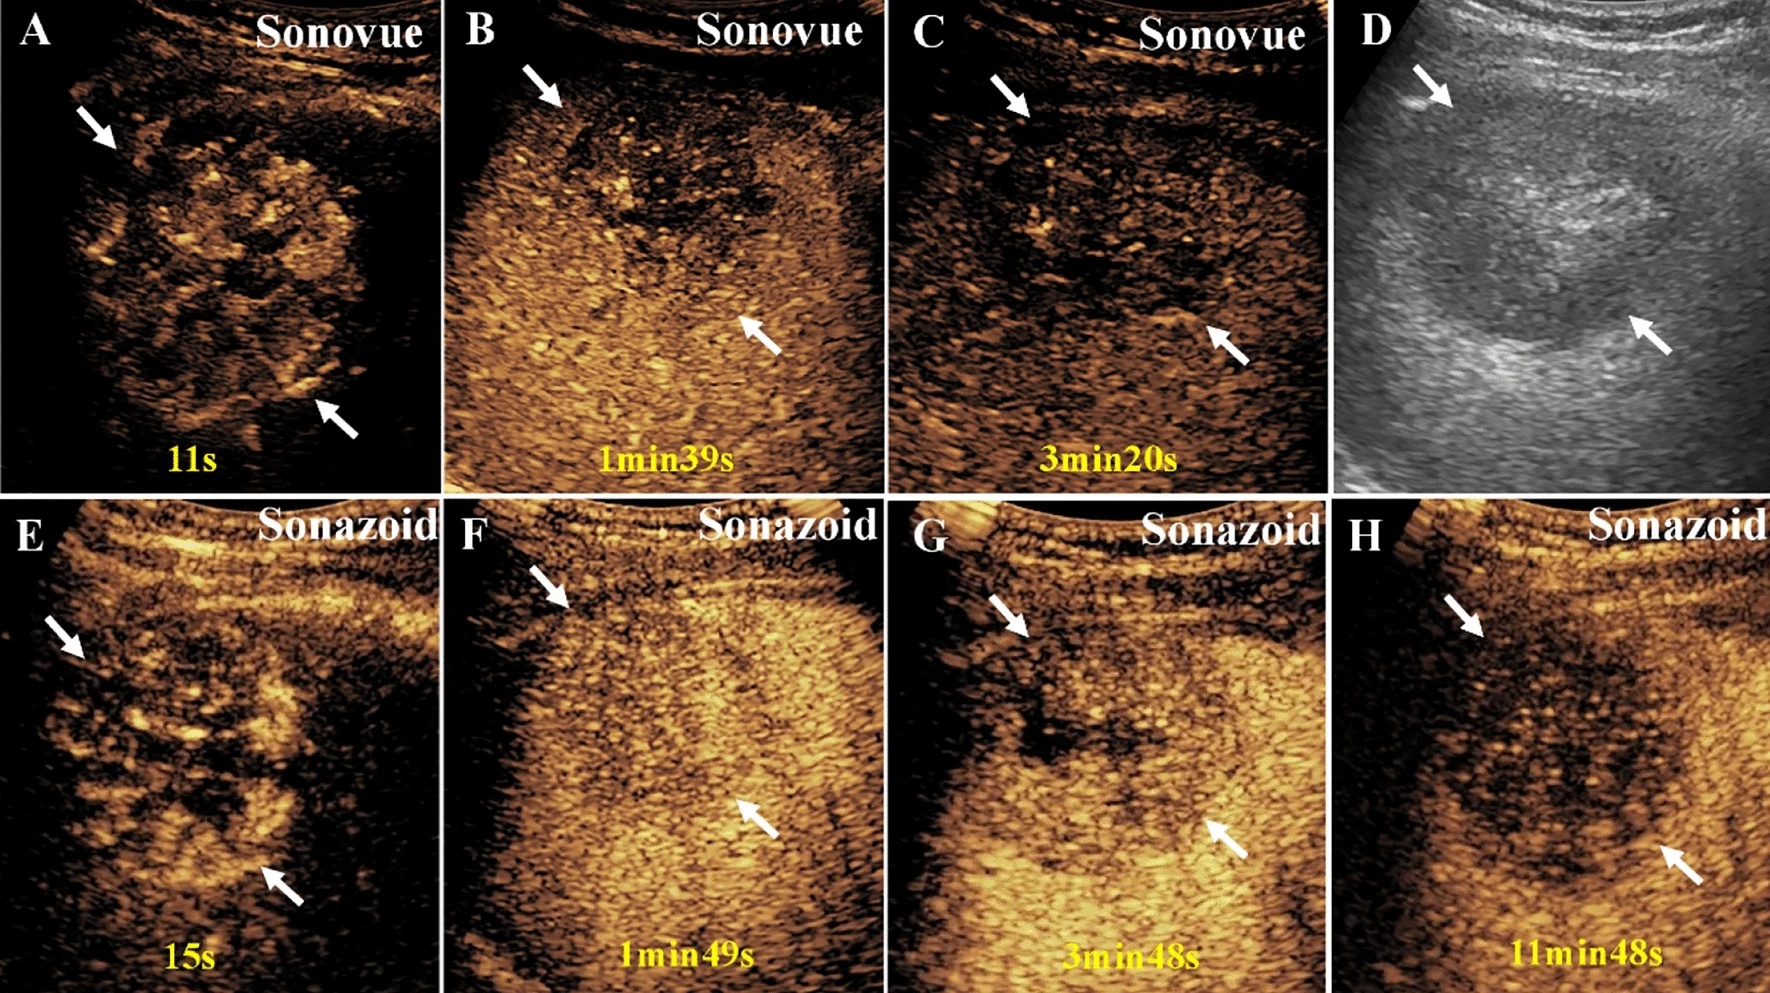 A Sonovue
11s
B Sonovue
1min39s
C Sonovue
3min20s
D
E Sonazoid
15s
F Sonazoid
1min49s
G Sonazoid
3min48s
H Sonazoid
11min48s